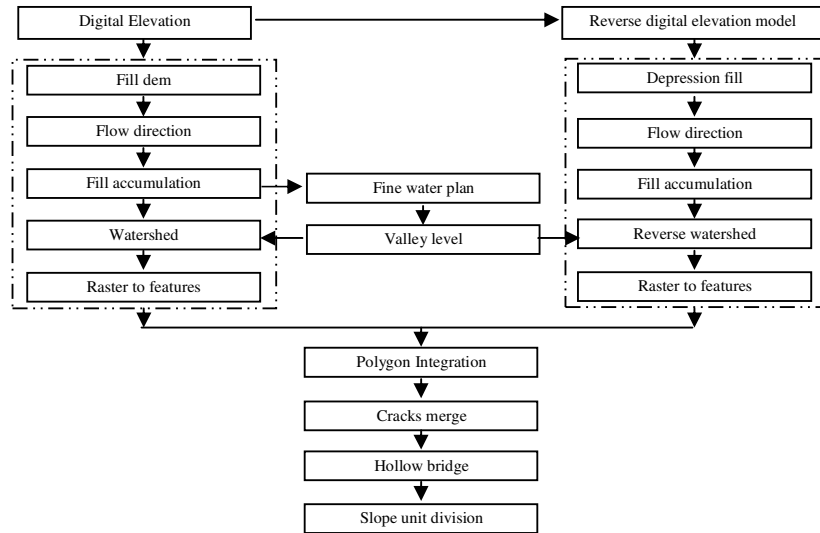 Digital Elevation
Reverse digital elevation model
Fill dem
Depression fill
Flow direction
Flow direction
Fill accumulation
Fine water plan
Fill accumulation
Watershed
Valley level
Reverse watershed
Raster to features
Raster to features
Polygon Integration
Cracks merge
Hollow bridge
Slope unit division